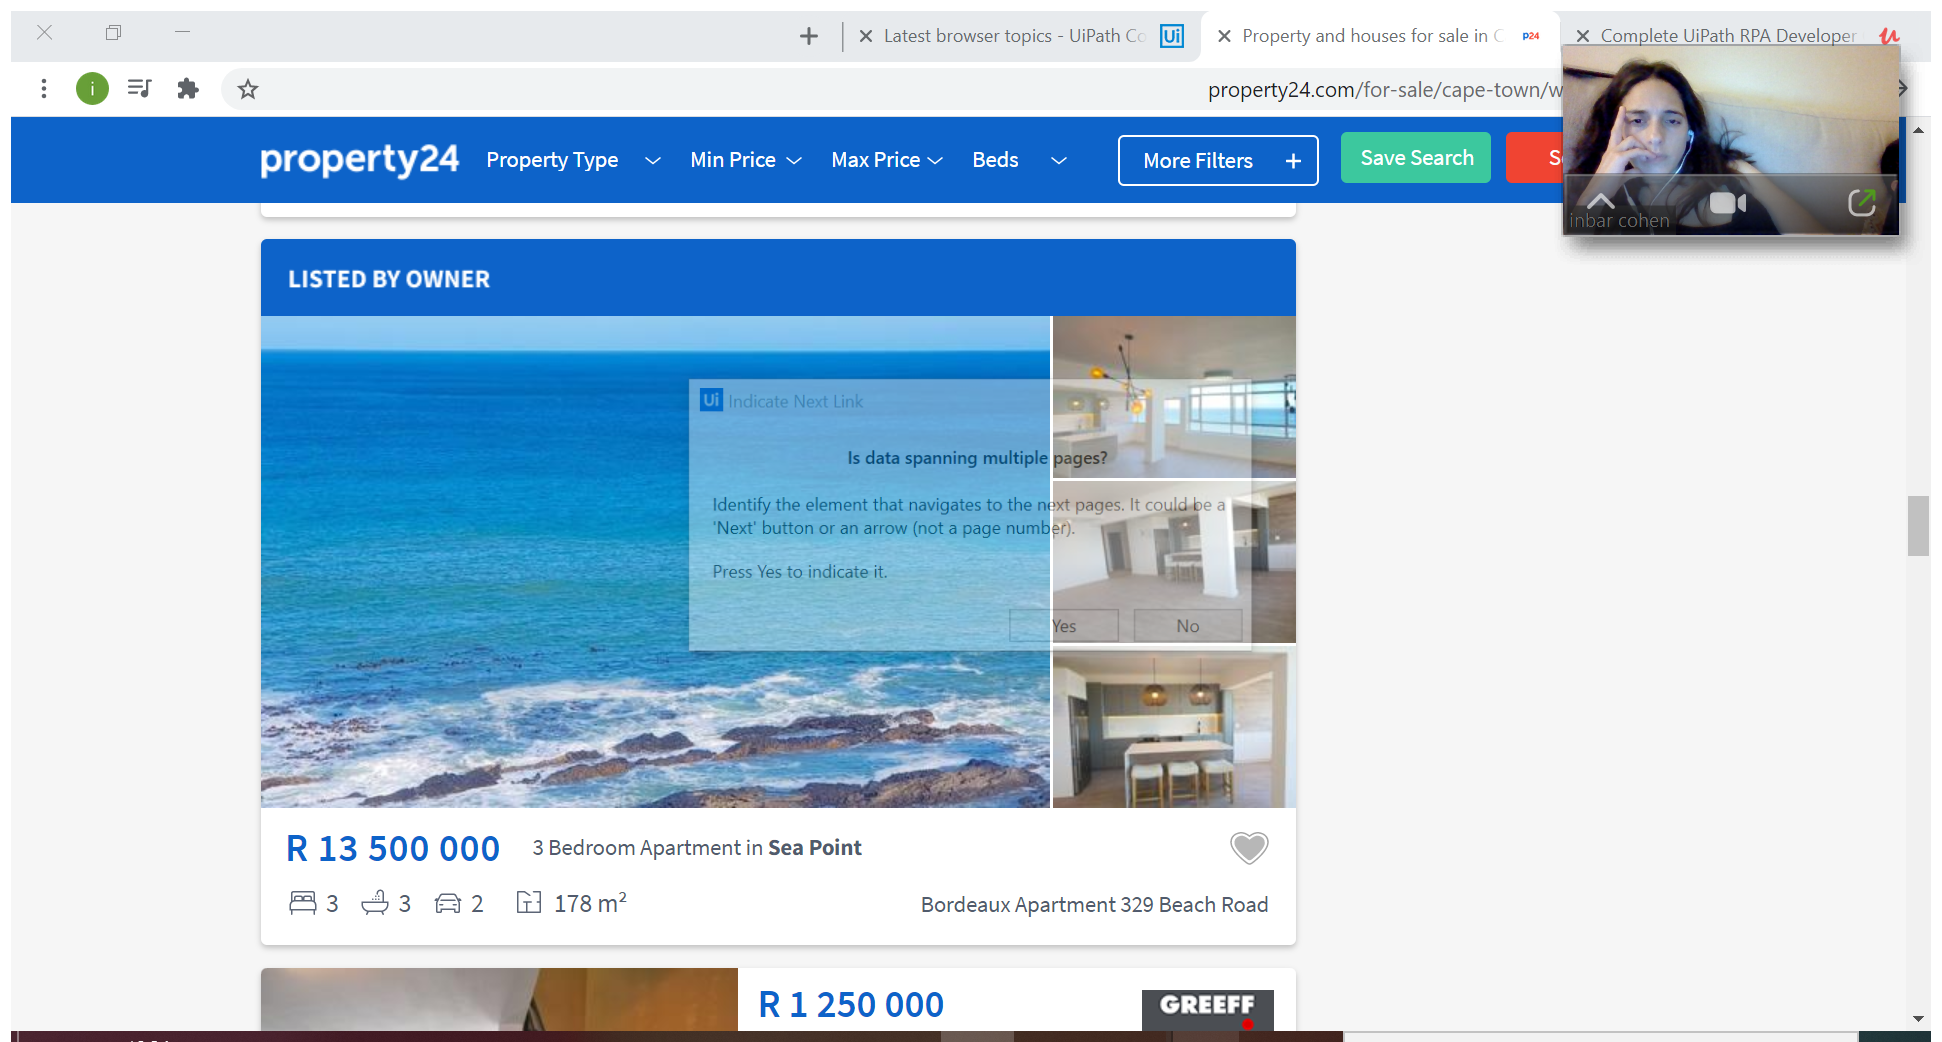 Latest browser topics - UiPath Co
Ui
Property and houses for sale in C
p24
Complete UiPath RPA Developer
i
property24.com/for-sale/cape-town/w
property24
Property Type
Min Price
Max Price
Beds
More Filters +
Save Search
inbar cohen
LISTED BY OWNER
Ui Indicate Next Link
Is data spanning multiple pages?
Identify the element that navigates to the next pages. It could be a
'Next' button or an arrow (not a page number).
Press Yes to indicate it.
Yes
No
R 13 500 000
3 Bedroom Apartment in Sea Point
3 3 2 178 m²
Bordeaux Apartment 329 Beach Road
R 1 250 000
GREEFF